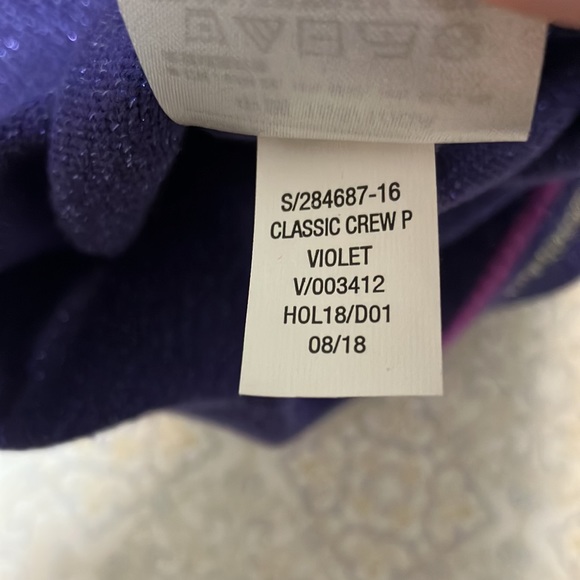 S/284687-16
CLASSIC CREW P
VIOLET
V/003412
HOL18/D01
08/18